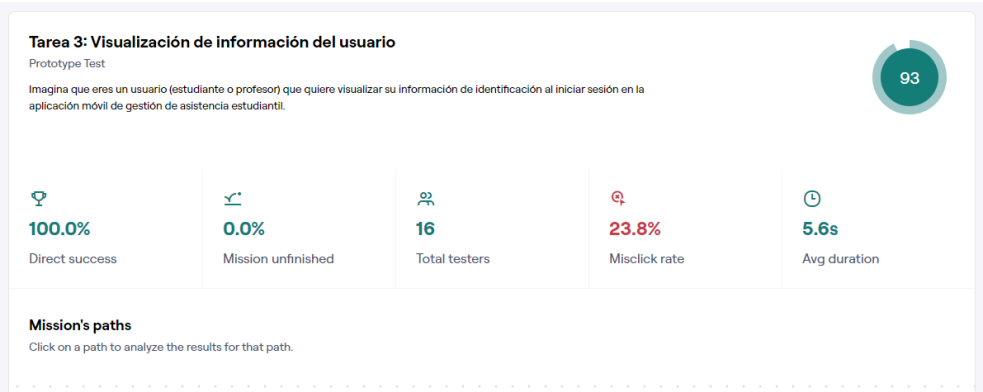 Tarea 3: Visualización de información del usuario
Prototype Test
Imagina que eres un usuario (estudiante o profesor) que quiere visualizar su información de identificación al iniciar sesión en la
aplicación móvil de gestión de asistencia estudiantil.
93
100.0%
Direct success
0.0%
Mission unfinished
16
Total testers
23.8%
Misclick rate
5.6s
Avg duration
Mission's paths
Click on a path to analyze the results for that path.